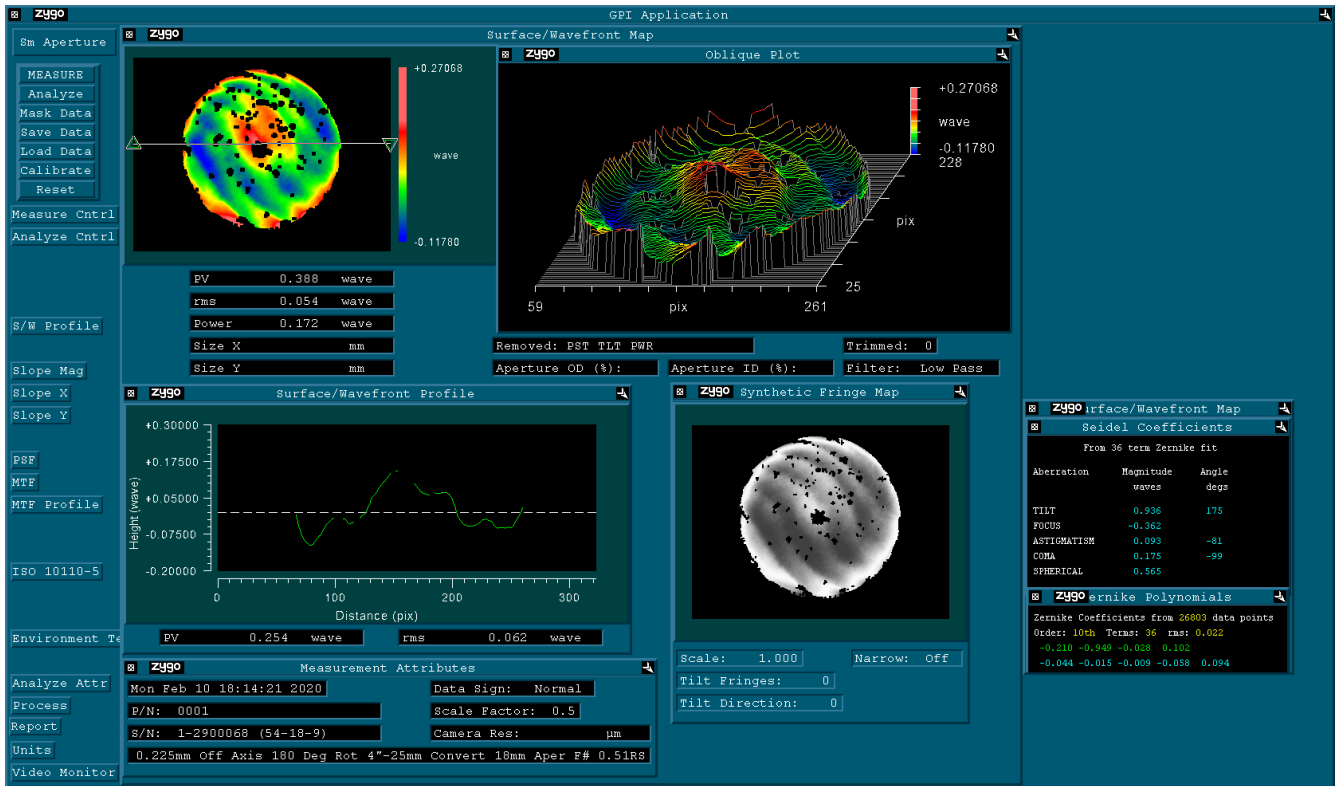 zygo GPI Application
Sm Aperture
MEASURE
Analyze
Mask Data
Save Data
Load Data
Calibrate
Reset
Measure Cntrl
Analyze Cntrl
S/W Profile
Slope Mag
Slope X
Slope Y
PSF
MTF
MTF Profile
ISO 10110-5
Environment Te
Analyze Attr
Process
Report
Units
Video Monitor
zygo Surface/Wavefront Map
+0.27068
wave
-0.11780
PV 0.388 wave
rms 0.054 wave
Power 0.172 wave
Size X mm
Size Y mm
zygo Oblique Plot
+0.27068
wave
-0.11780
228
pix
25
59 pix 261
Removed: PST TLT PWR
Trimmed: 0
Aperture OD (%):
Aperture ID (%):
Filter: Low Pass
zygo Surface/Wavefront Profile
+0.30000
+0.17500
+0.05000
-0.07500
-0.20000
Height (wave)
0 100 200 300
Distance (pix)
PV 0.254 wave
rms 0.062 wave
zygo Synthetic Fringe Map
Scale: 1.000
Narrow: Off
Tilt Fringes: 0
Tilt Direction: 0
zygo Measurement Attributes
Mon Feb 10 18:14:21 2020
Data Sign: Normal
P/N: 0001
Scale Factor: 0.5
S/N: 1-2900068 (54-18-9)
Camera Res: µm
0.225mm Off Axis 180 Deg Rot 4"-25mm Convert 18mm Aper F# 0.51RS
zygo rface/Wavefront Map
Seidel Coefficients
From 36 term Zernike fit
Aberration Magnitude Angle
waves degs
TILT 0.936 175
FOCUS -0.362
ASTIGMATISM 0.093 -81
COMA 0.175 -99
SPHERICAL 0.565
zygo ernike Polynomials
Zernike Coefficients from 26803 data points
Order: 10th Terms: 36 rms: 0.022
-0.210 -0.949 -0.028 0.102
-0.044 -0.015 -0.009 -0.058 0.094